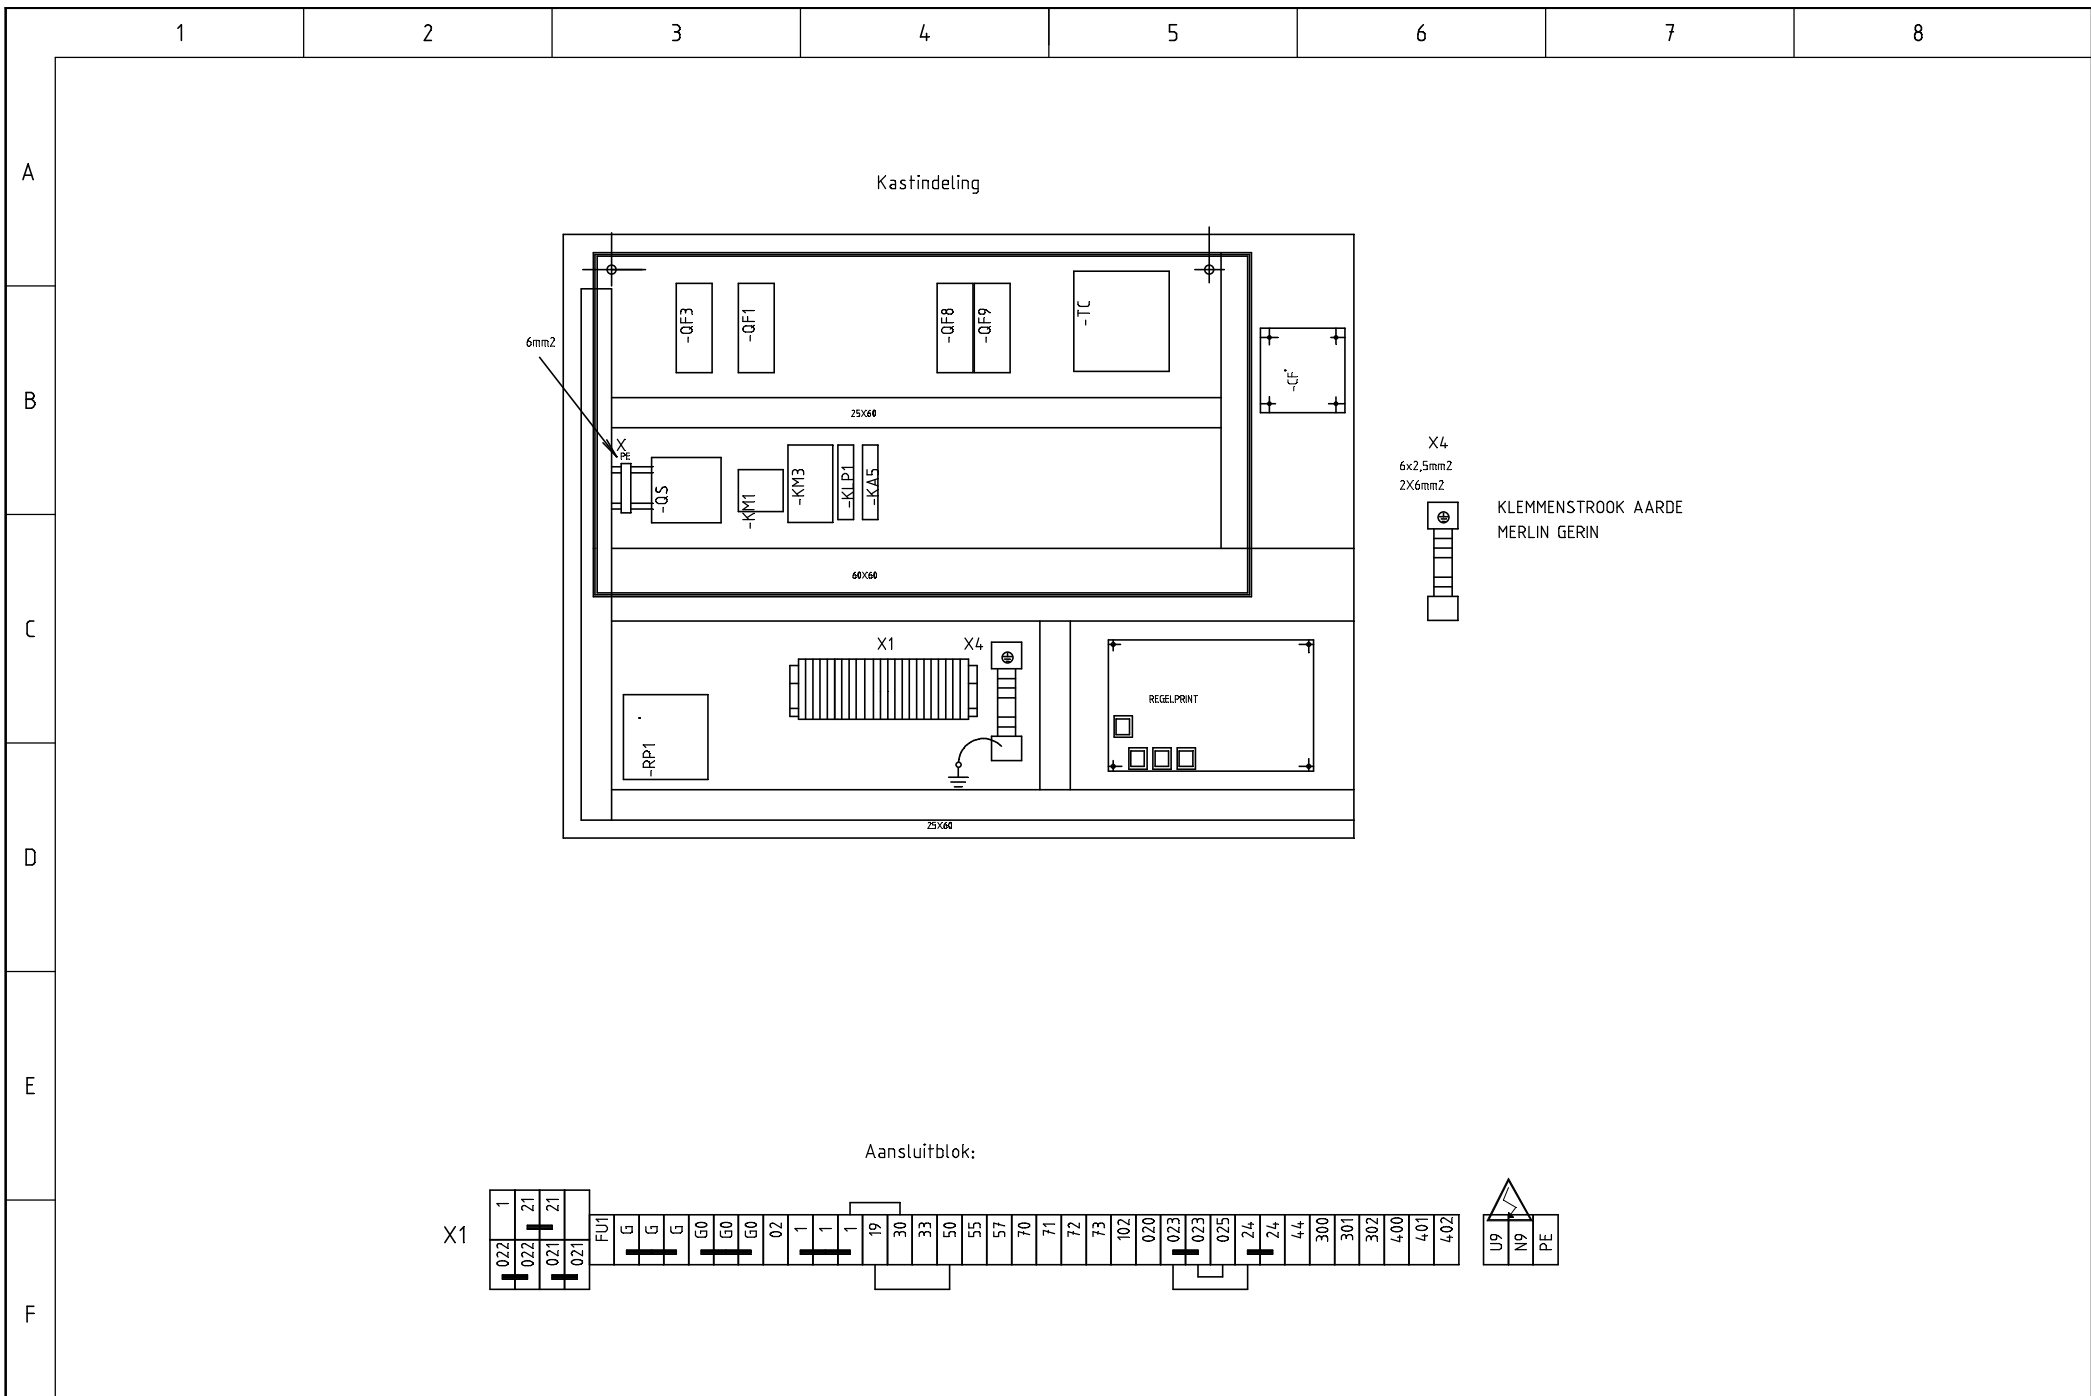 1 2 3 4 5 6 7 8
A
Kastindeling
B
-QF3 -QF1 -QF8 -QF9 -TC
6mm2
-CF
25X60
X
PE
-QS -KM1 -KM3 -KLP1 -KA5
X4
6x2,5mm2
2X6mm2
KLEMMENSTROOK AARDE
MERLIN GERIN
60X60
C
X1 X4
REGELPRINT
-RP1
25X60
D
E
Aansluitblok:
X1
1 21 21
022 022 021 021
FU1 G G G G0 G0 G0 02 1 1 1 19 30 33 50 55 57 70 71 72 73 102 020 023 023 025 24 24 44 300 301 302 400 401 402
U9 N9 PE
F